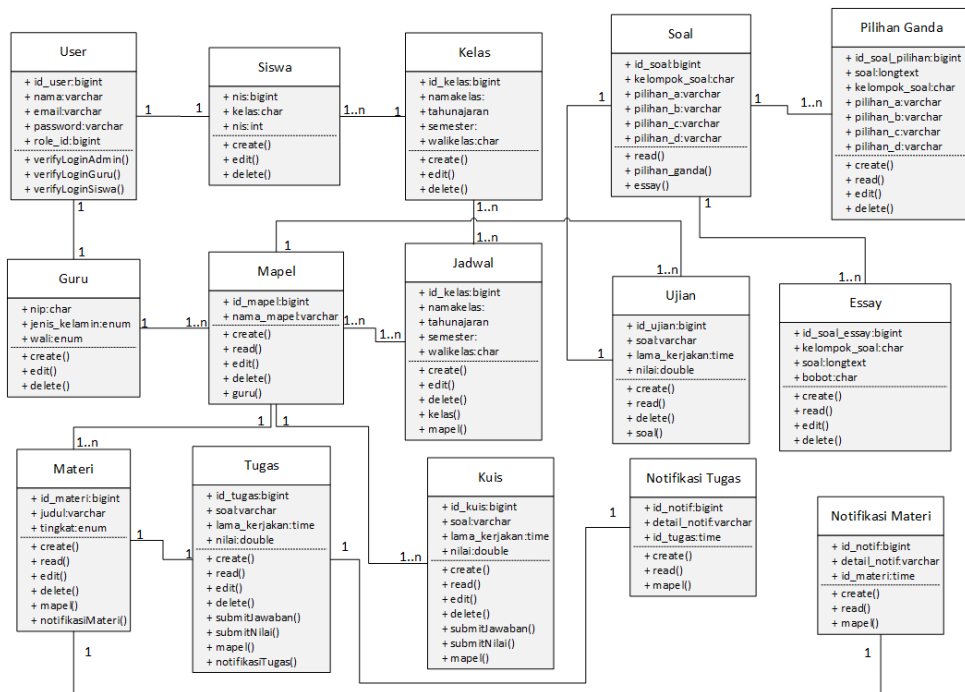 User
+ id_user:bigint
+ nama:varchar
+ email:varchar
+ password:varchar
+ role_id:bigint
+ verifyLoginAdmin()
+ verifyLoginGuru()
+ verifyLoginSiswa()
1
1
Siswa
+ nis:bigint
+ kelas:char
+ nis:int
+ create()
+ edit()
+ delete()
1..n
1
Kelas
+ id_kelas:bigint
+ namakelas:
+ tahunajaran
+ semester:
+ walikelas:char
+ create()
+ edit()
+ delete()
1
Soal
+ id_soal:bigint
+ kelompok_soal:char
+ pilihan_a:varchar
+ pilihan_b:varchar
+ pilihan_c:varchar
+ pilihan_d:varchar
+ read()
+ pilihan_ganda()
+ essay()
1
1..n
Pilihan Ganda
+ id_soal_pilihan:bigint
+ soal:longtext
+ kelompok_soal:char
+ pilihan_a:varchar
+ pilihan_b:varchar
+ pilihan_c:varchar
+ pilihan_d:varchar
+ create()
+ read()
+ edit()
+ delete()
1
1..n
1
1
1
1..n
1..n
1..n
Guru
+ nip:char
+ jenis_kelamin:enum
+ wali:enum
+ create()
+ edit()
+ delete()
1
1..n
Mapel
+ id_mapel:bigint
+ nama_mapel:varchar
+ create()
+ read()
+ edit()
+ delete()
+ guru()
1..n
1..n
Jadwal
+ id_kelas:bigint
+ namakelas:
+ tahunajaran
+ semester:
+ walikelas:char
+ create()
+ edit()
+ delete()
+ kelas()
+ mapel()
1
Ujian
+ id_ujian:bigint
+ soal:varchar
+ lama_kerjakan:time
+ nilai:double
+ create()
+ read()
+ delete()
+ soal()
Essay
+ id_soal_essay:bigint
+ kelompok_soal:char
+ soal:longtext
+ bobot:char
+ create()
+ read()
+ edit()
+ delete()
1
1
1..n
Materi
+ id_materi:bigint
+ judul:varchar
+ tingkat:enum
+ create()
+ read()
+ edit()
+ delete()
+ mapel()
+ notifikasiMateri()
1
1
1
Tugas
+ id_tugas:bigint
+ soal:varchar
+ lama_kerjakan:time
+ nilai:double
+ create()
+ read()
+ edit()
+ delete()
+ submitJawaban()
+ submitNilai()
+ mapel()
+ notifikasiTugas()
1
1..n
Kuis
+ id_kuis:bigint
+ soal:varchar
+ lama_kerjakan:time
+ nilai:double
+ create()
+ read()
+ edit()
+ delete()
+ submitJawaban()
+ submitNilai()
+ mapel()
1
Notifikasi Tugas
+ id_notif:bigint
+ detail_notif:varchar
+ id_tugas:time
+ create()
+ read()
+ mapel()
Notifikasi Materi
+ id_notif:bigint
+ detail_notif:varchar
+ id_materi:time
+ create()
+ read()
+ mapel()
1